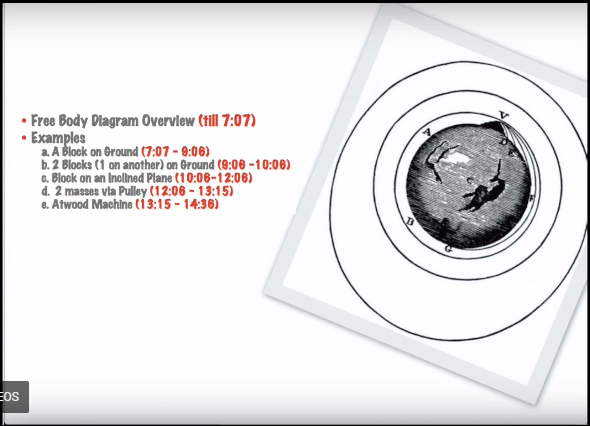 • Free Body Diagram Overview (till 7:07)
• Examples
a. A Block on Ground (7:07 - 9:06)
b. 2 Blocks (1 on another) on Ground (9:06 -10:06)
c. Block on an Inclined Plane (10:06-12:06)
d. 2 masses via Pulley (12:06 - 13:15)
e. Atwood Machine (13:15 - 14:36)
V
A
D
F
B
G
EOS